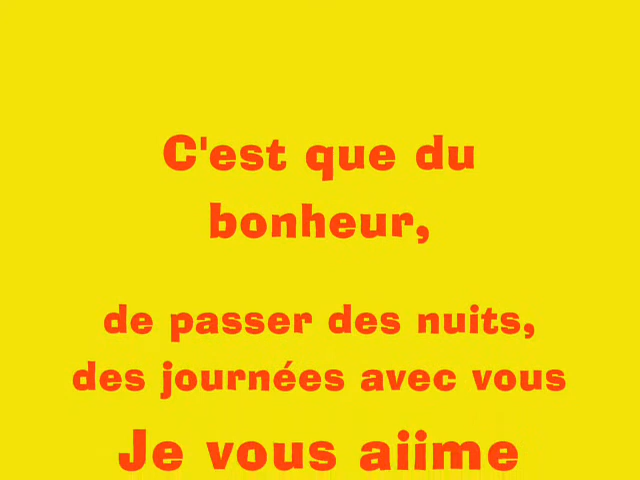 C'est que du
bonheur,
de passer des nuits,
des journées avec vous
Je vous aiime